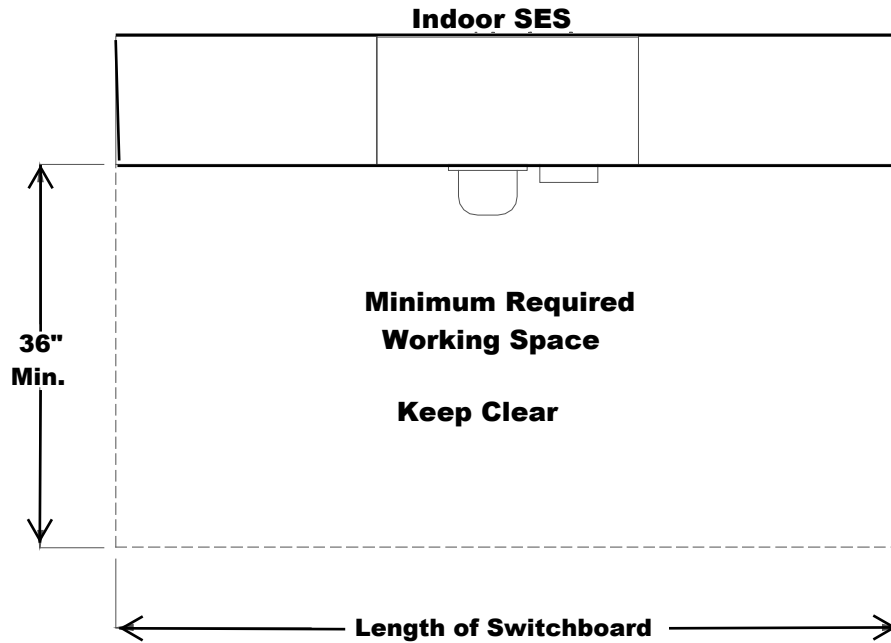 Indoor SES
Minimum Required
Working Space
36"
Min.
Keep Clear
Length of Switchboard